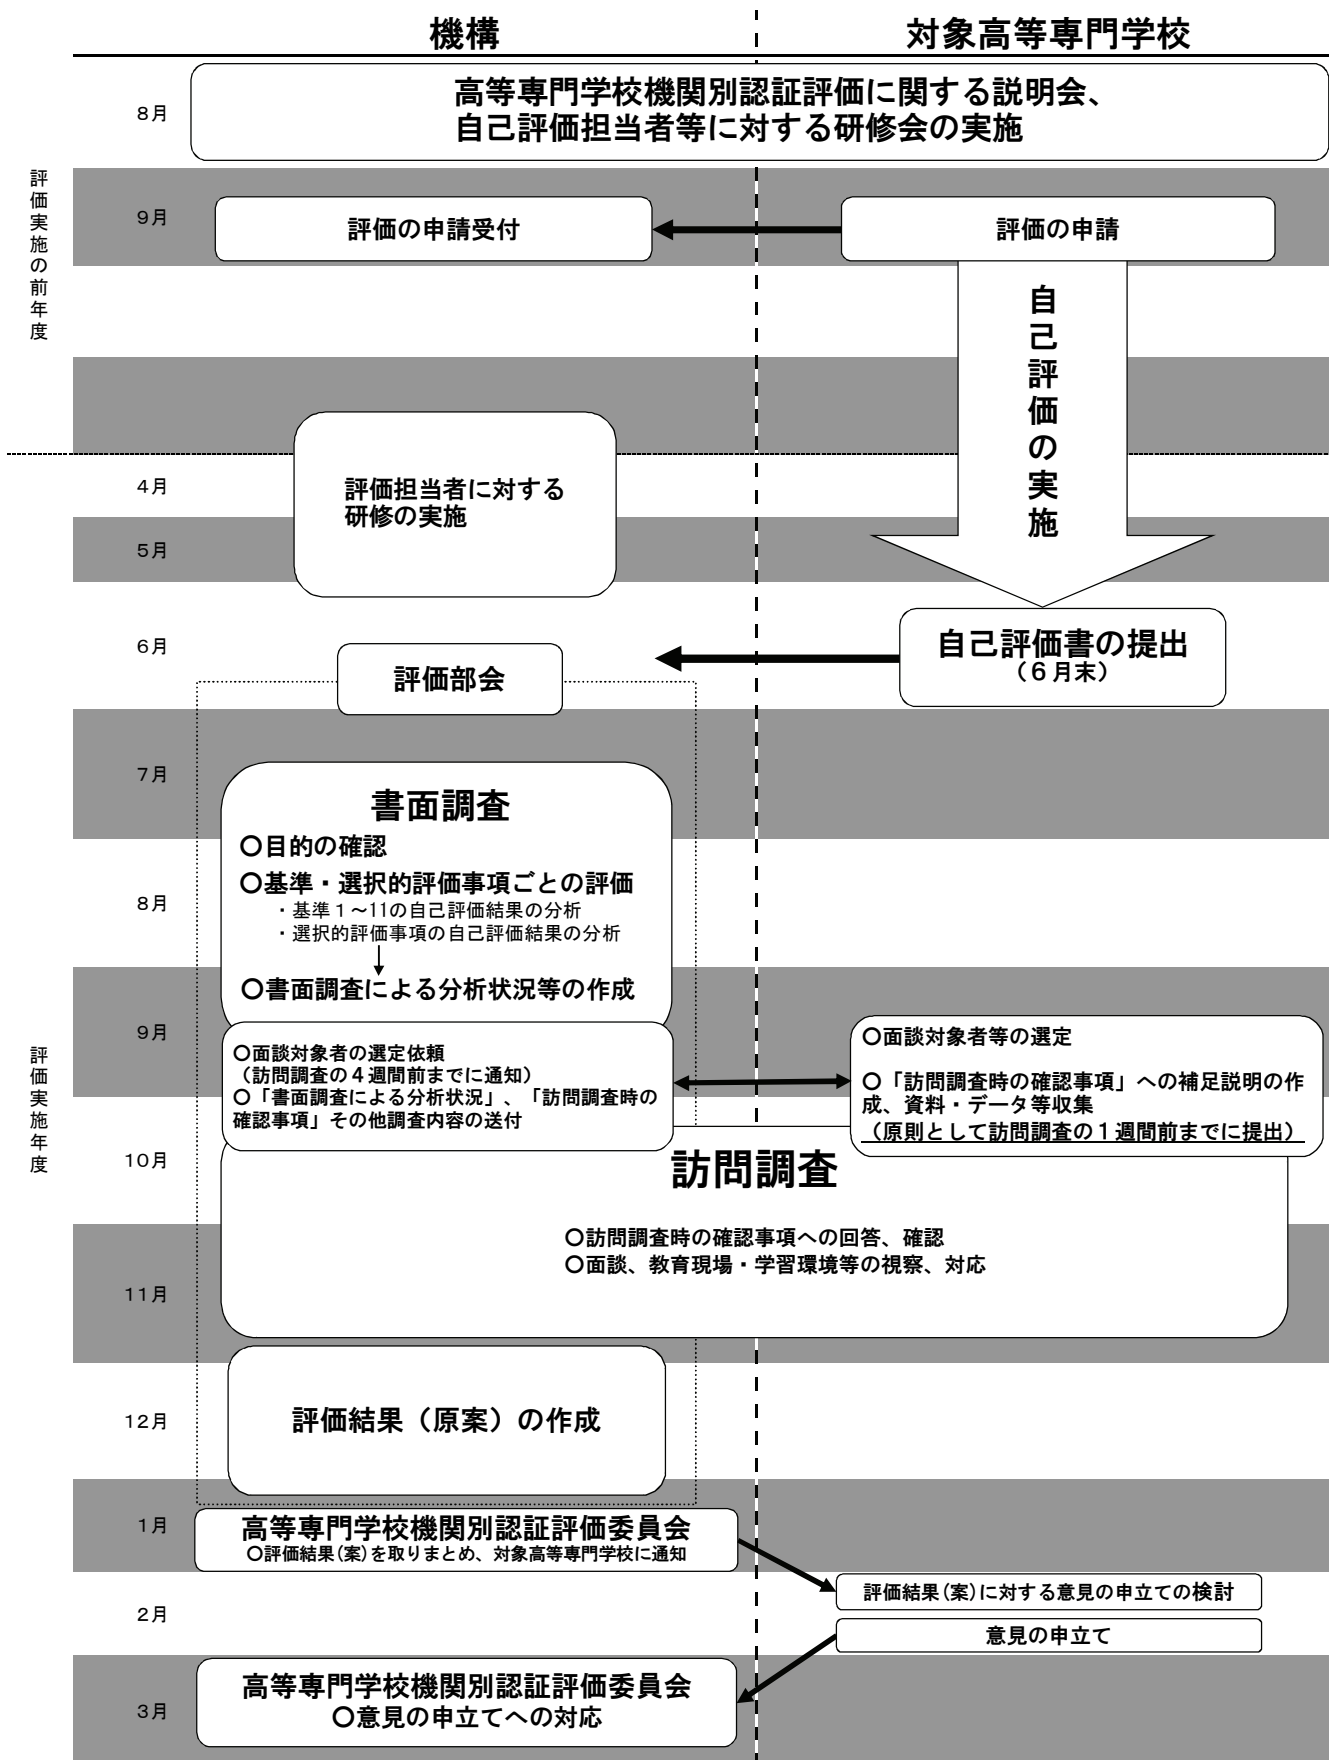 機構
対象高等専門学校
8月
高等専門学校機関別認証評価に関する説明会、
自己評価担当者等に対する研修会の実施
評価実施の前年度
9月
評価の申請受付
評価の申請
自己評価の実施
4月
評価担当者に対する
研修の実施
5月
6月
自己評価書の提出
（６月末）
評価部会
7月
書面調査
○目的の確認
○基準・選択的評価事項ごとの評価
・基準１～11の自己評価結果の分析
・選択的評価事項の自己評価結果の分析
○書面調査による分析状況等の作成
8月
9月
評価実施年度
○面談対象者の選定依頼
（訪問調査の４週間前までに通知）
○「書面調査による分析状況」、「訪問調査時の
確認事項」その他調査内容の送付
○面談対象者等の選定
○「訪問調査時の確認事項」への補足説明の作
成、資料・データ等収集
（原則として訪問調査の１週間前までに提出）
10月
訪問調査
○訪問調査時の確認事項への回答、確認
○面談、教育現場・学習環境等の視察、対応
11月
12月
評価結果（原案）の作成
1月
高等専門学校機関別認証評価委員会
○評価結果(案)を取りまとめ、対象高等専門学校に通知
評価結果(案)に対する意見の申立ての検討
2月
意見の申立て
3月
高等専門学校機関別認証評価委員会
○意見の申立てへの対応